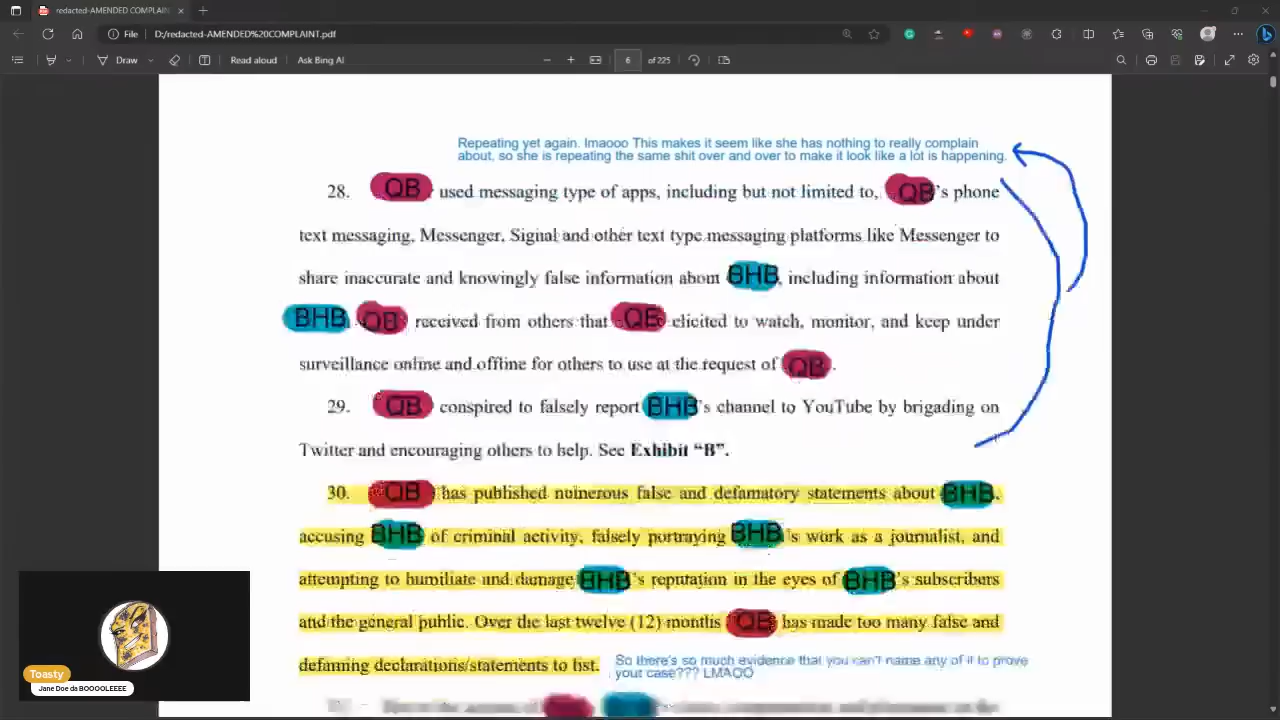 redacted-AMENDED COMPLAINT
File D:/redacted-AMENDED%20COMPLAINT.pdf
Draw Read aloud Ask Bing AI 6 of 225
Repeating yet again. lmaooo This makes it seem like she has nothing to really complain
about, so she is repeating the same shit over and over to make it look like a lot is happening.
28. QB used messaging type of apps, including but not limited to, QB's phone
text messaging, Messenger, Signal and other text type messaging platforms like Messenger to
share inaccurate and knowingly false information about BHB, including information about
BHB QB received from others that QB elicited to watch, monitor, and keep under
surveillance online and offline for others to use at the request of QB.
29. QB conspired to falsely report BHB's channel to YouTube by brigading on
Twitter and encouraging others to help. See Exhibit “B”.
30. QB has published numerous false and defamatory statements about BHB,
accusing BHB of criminal activity, falsely portraying BHB's work as a journalist, and
attempting to humiliate and damage BHB's reputation in the eyes of BHB's subscribers
and the general public. Over the last twelve (12) months QB has made too many false and
defaming declarations/statements to list.
So there's so much evidence that you can't name any of it to prove
yout case??? LMAOO
Toasty
Jane Doe da BOOOOLEEEE